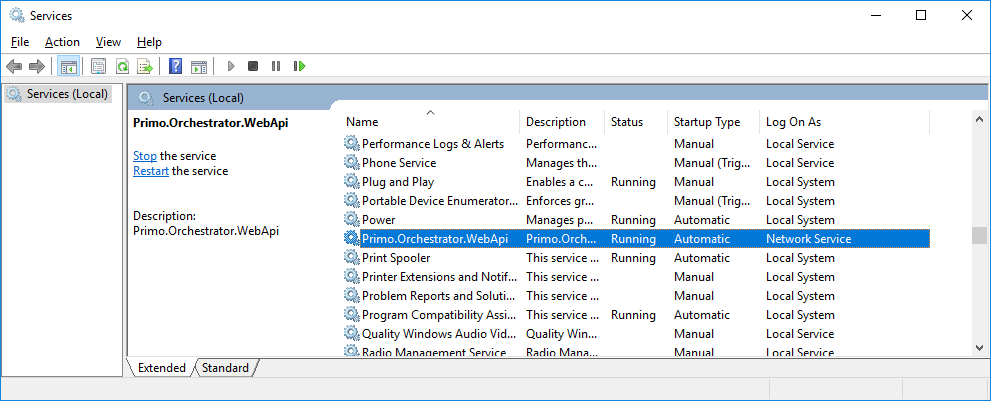 Services
File Action View Help
Services (Local)
Services (Local)
Primo.Orchestrator.WebApi
Stop the service
Restart the service
Description:
Primo.Orchestrator.WebApi
Name Description Status Startup Type Log On As
Performance Logs & Alerts Performanc... Manual Local Service
Phone Service Manages th... Manual (Trig... Local Service
Plug and Play Enables a c... Running Manual Local System
Portable Device Enumerator... Enforces gr... Manual (Trig... Local System
Power Manages p... Running Automatic Local System
Primo.Orchestrator.WebApi Primo.Orch... Running Automatic Network Service
Print Spooler This service ... Running Automatic Local System
Printer Extensions and Notif... This service ... Manual Local System
Problem Reports and Soluti... This service ... Manual Local System
Program Compatibility Assi... This service ... Running Automatic Local System
Quality Windows Audio Vid... Quality Win... Manual Local Service
Radio Management Service Radio Mana... Manual Local Service
Extended Standard